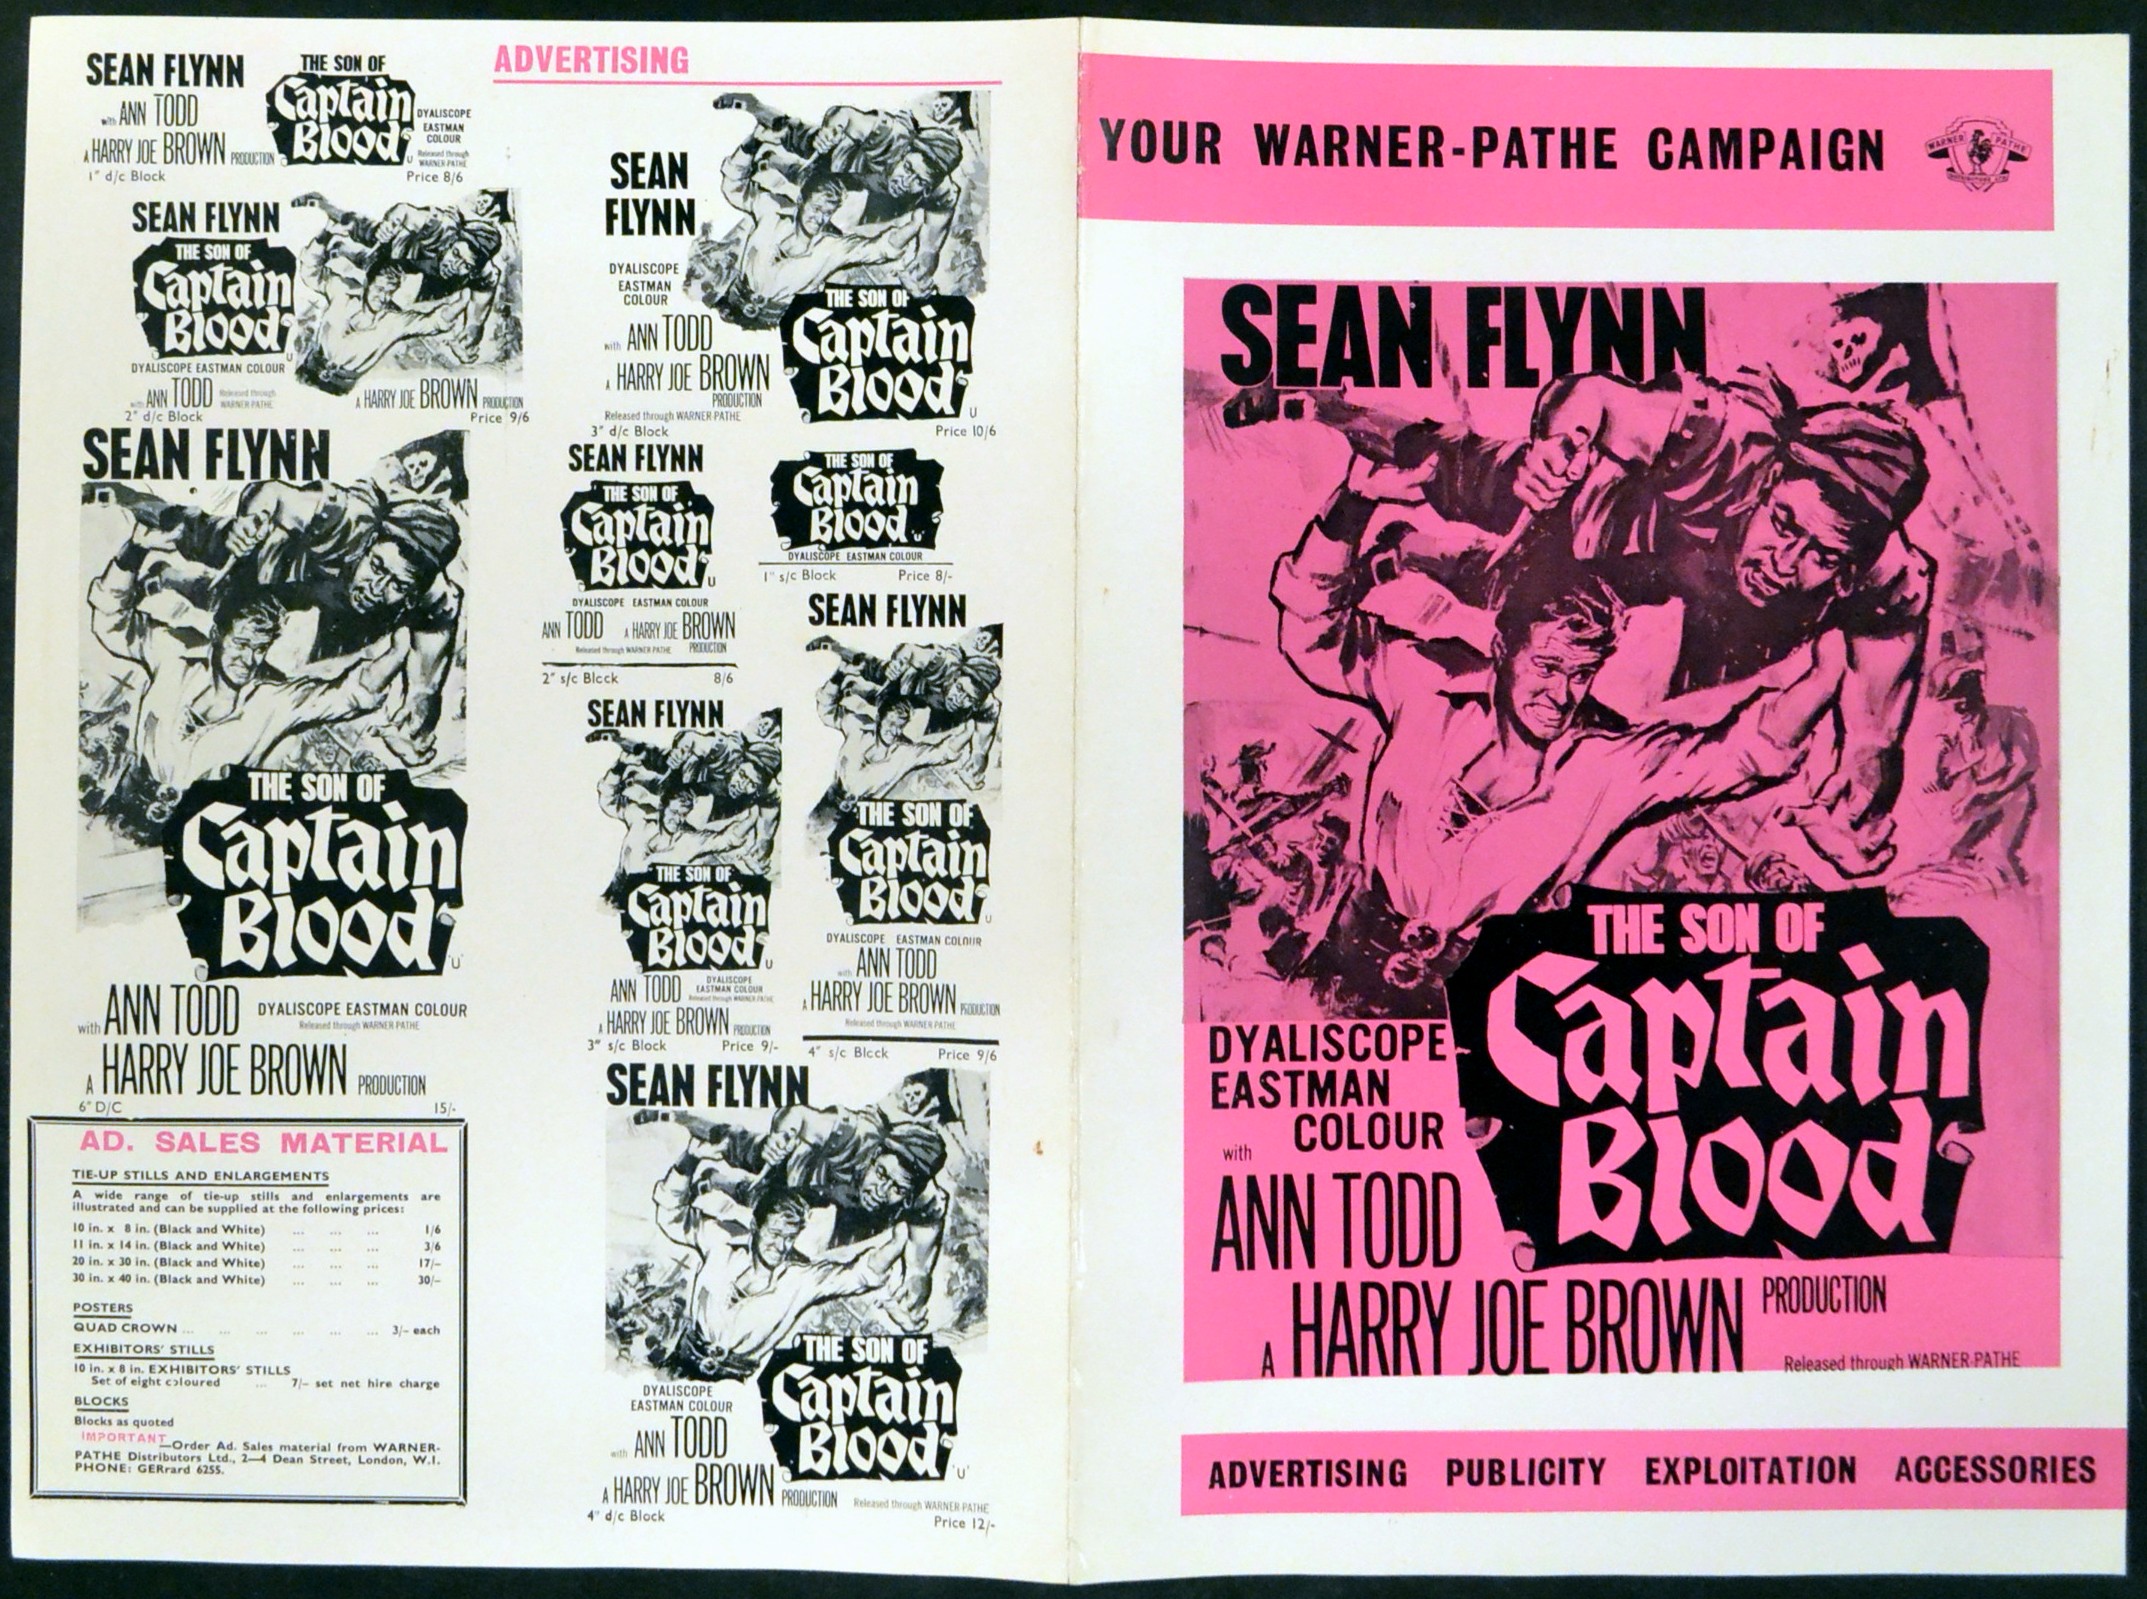 SEAN FLYNN
with ANN TODD
A HARRY JOE BROWN PRODUCTION
THE SON OF
Captain
Blood
U
DYALISCOPE
EASTMAN
COLOUR
Released through
WARNER-PATHE
1" d/c Block
Price 8/6
SEAN FLYNN
THE SON OF
Captain
Blood
U
DYALISCOPE EASTMAN COLOUR
with ANN TODD
Released through
WARNER-PATHE
A HARRY JOE BROWN PRODUCTION
2" d/c Block
Price 9/6
SEAN FLYNN
THE SON OF
Captain
Blood
'U'
with ANN TODD
DYALISCOPE EASTMAN COLOUR
Released through WARNER-PATHE
A HARRY JOE BROWN PRODUCTION
6" D/C
15/-
AD. SALES MATERIAL
TIE-UP STILLS AND ENLARGEMENTS
A wide range of tie-up stills and enlargements are
illustrated and can be supplied at the following prices:
10 in. x 8 in. (Black and White) ... ... ... 1/6
11 in. x 14 in. (Black and White) ... ... ... 3/6
20 in. x 30 in. (Black and White) ... ... ... 17/-
30 in. x 40 in. (Black and White) ... ... ... 30/-
POSTERS
QUAD CROWN ... ... ... ... ... ... 3/- each
EXHIBITORS' STILLS
10 in. x 8 in. EXHIBITORS' STILLS
Set of eight coloured ... 7/- set net hire charge
BLOCKS
Blocks as quoted
IMPORTANT—Order Ad. Sales material from WARNER-
PATHE Distributors Ltd., 2—4 Dean Street, London, W.1.
PHONE: GERrard 6255.
ADVERTISING
SEAN
FLYNN
DYALISCOPE
EASTMAN
COLOUR
with ANN TODD
A HARRY JOE BROWN
PRODUCTION
Released through WARNER-PATHE
THE SON OF
Captain
Blood
U
3" d/c Block
Price 10/6
SEAN FLYNN
THE SON OF
Captain
Blood
U
DYALISCOPE EASTMAN COLOUR
ANN TODD A HARRY JOE BROWN
Released through WARNER-PATHE PRODUCTION
2" s/c Block
8/6
THE SON OF
Captain
Blood
'U'
DYALISCOPE EASTMAN COLOUR
1" s/c Block
Price 8/-
SEAN FLYNN
THE SON OF
Captain
Blood
U
ANN TODD
DYALISCOPE
EASTMAN COLOUR
Released through WARNER-PATHE
A HARRY JOE BROWN PRODUCTION
3" s/c Block
Price 9/-
SEAN FLYNN
THE SON OF
Captain
Blood
U
DYALISCOPE EASTMAN COLOUR
with ANN TODD
A HARRY JOE BROWN PRODUCTION
Released through WARNER-PATHE
4" s/c Block
Price 9/6
SEAN FLYNN
THE SON OF
Captain
Blood
'U'
DYALISCOPE
EASTMAN COLOUR
with ANN TODD
A HARRY JOE BROWN PRODUCTION
Released through WARNER-PATHE
4" d/c Block
Price 12/-
YOUR WARNER-PATHE CAMPAIGN
WARNER PATHE
DISTRIBUTORS LTD
SEAN FLYNN
THE SON OF
Captain
Blood
DYALISCOPE
EASTMAN
COLOUR
with
ANN TODD
A HARRY JOE BROWN PRODUCTION
Released through WARNER-PATHE
ADVERTISING PUBLICITY EXPLOITATION ACCESSORIES